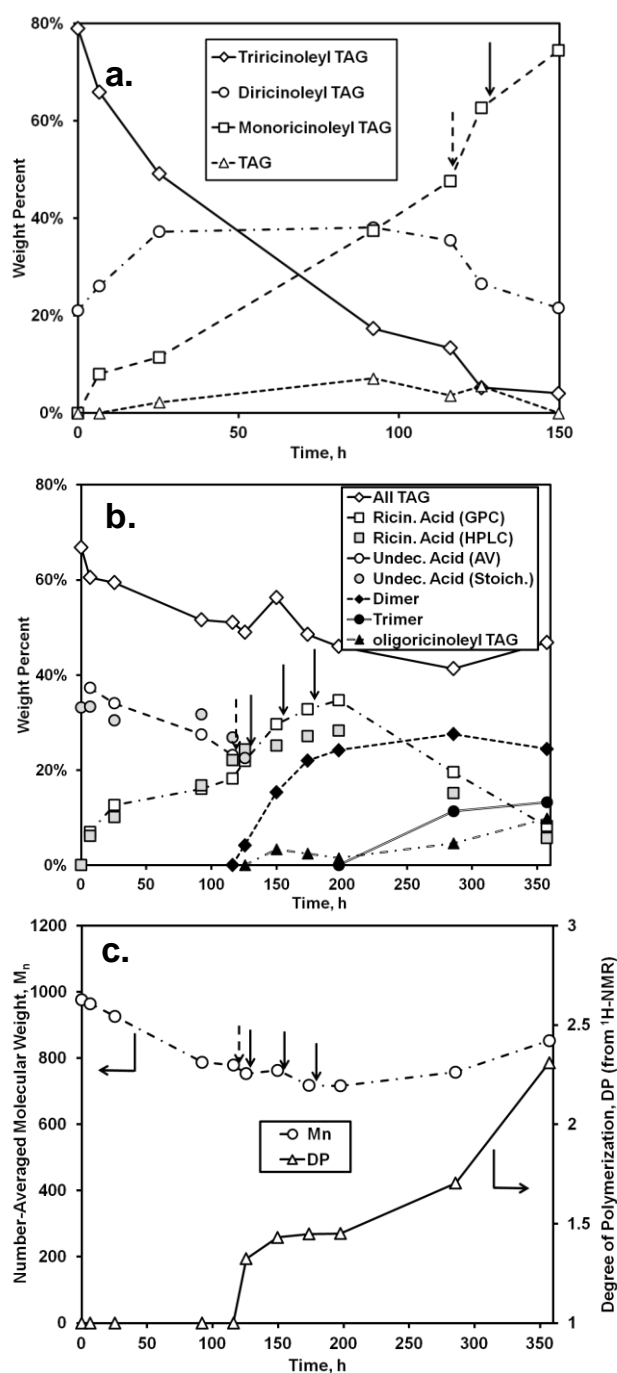 a.
80%
60%
40%
20%
0%
Weight Percent
Triricinoleyl TAG
Diricinoleyl TAG
Monoricinoleyl TAG
TAG
0
50
100
150
Time, h
b.
80%
60%
40%
20%
0%
Weight Percent
All TAG
Ricin. Acid (GPC)
Ricin. Acid (HPLC)
Undec. Acid (AV)
Undec. Acid (Stoich.)
Dimer
Trimer
oligoricinoleyl TAG
0
50
100
150
200
250
300
350
Time, h
c.
1200
1000
800
600
400
200
0
Number-Averaged Molecular Weight, Mn
Mn
DP
3
2.5
2
1.5
1
Degree of Polymerization, DP (from ¹H-NMR)
0
50
100
150
200
250
300
350
Time, h